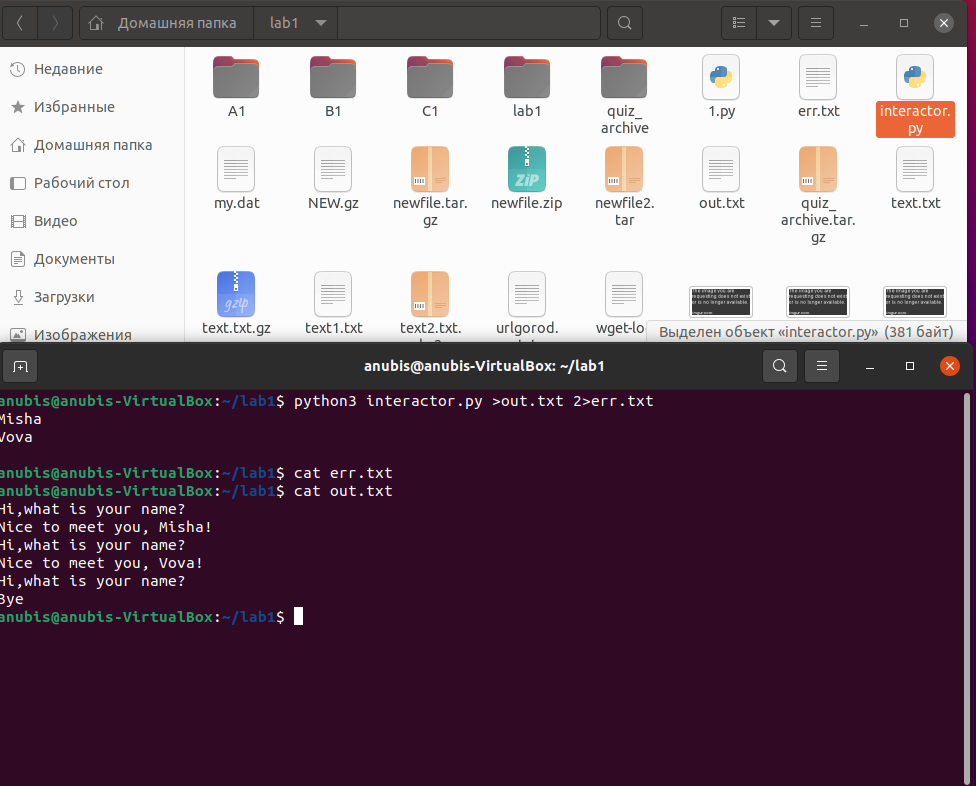 Домашняя папка
lab1
Недавние
Избранные
Домашняя папка
Рабочий стол
Видео
Документы
Загрузки
Изображения
A1
B1
C1
lab1
quiz_
archive
1.py
err.txt
interactor.
py
my.dat
NEW.gz
newfile.tar.
gz
ZIP
newfile.zip
newfile2.
tar
out.txt
quiz_
archive.tar.
gz
text.txt
gzip
text.txt.gz
text1.txt
text2.txt.
urlgorod.
wget-lo
Выделен объект «interactor.py» (381 байт)
anubis@anubis-VirtualBox: ~/lab1
anubis@anubis-VirtualBox:~/lab1$ python3 interactor.py >out.txt 2>err.txt
Misha
Vova
anubis@anubis-VirtualBox:~/lab1$ cat err.txt
anubis@anubis-VirtualBox:~/lab1$ cat out.txt
Hi,what is your name?
Nice to meet you, Misha!
Hi,what is your name?
Nice to meet you, Vova!
Hi,what is your name?
Bye
anubis@anubis-VirtualBox:~/lab1$